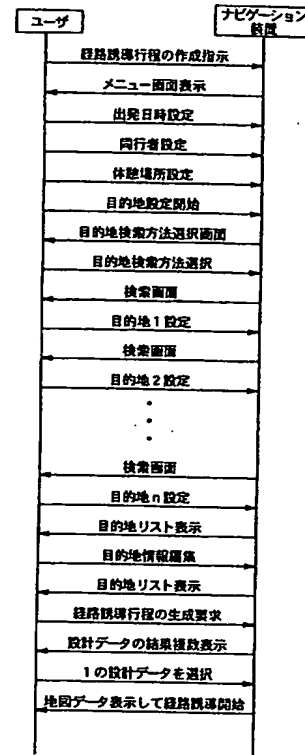 ユーザ
ナビゲーション
装置
経路誘導行程の作成指示
メニュー画面表示
出発日時設定
同行者設定
休憩場所設定
目的地設定開始
目的地検索方法選択画面
目的地検索方法選択
検索画面
目的地1設定
検索画面
目的地2設定
検索画面
目的地n設定
目的地リスト表示
目的地情報編集
目的地リスト表示
経路誘導行程の生成要求
設計データの結果複数表示
1の設計データを選択
地図データ表示して経路誘導開始